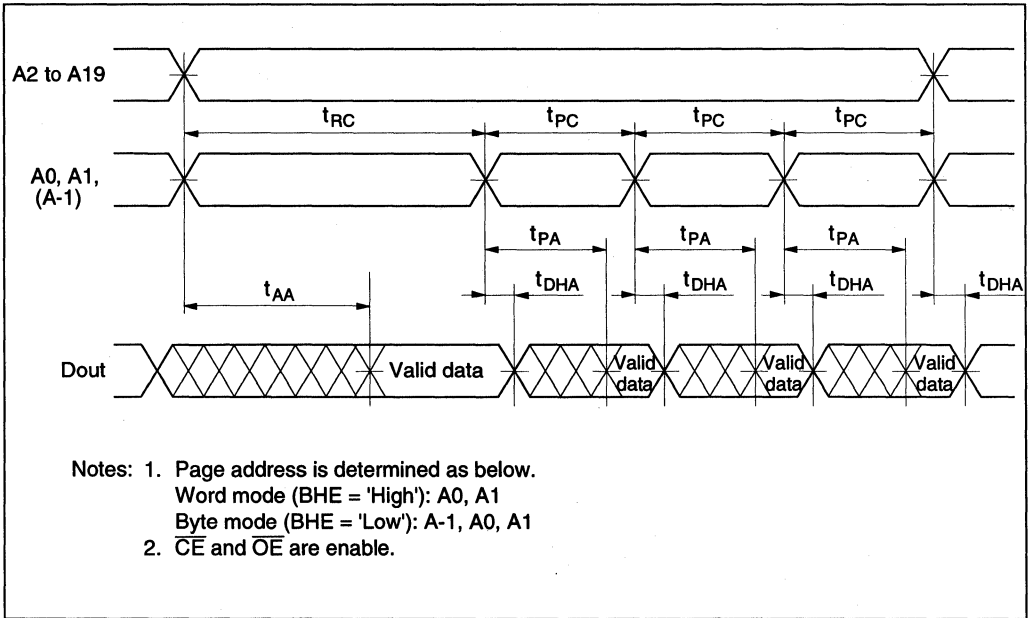 A2 to A19
tRC tPC tPC tPC
A0, A1,
(A-1)
tPA tPA tPA
tAA tDHA tDHA tDHA tDHA
Dout Valid data Valid data Valid data Valid data
Notes: 1. Page address is determined as below.
Word mode (BHE = 'High'): A0, A1
Byte mode (BHE = 'Low'): A-1, A0, A1
2. C̅E̅ and O̅E̅ are enable.